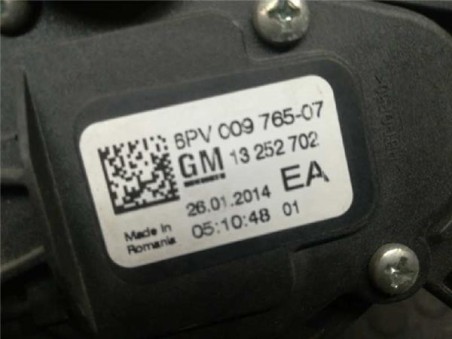 6PV 009 765-07
GM 13 252 702
EA
26.01.2014
Made in
Romania
05:10:48 01